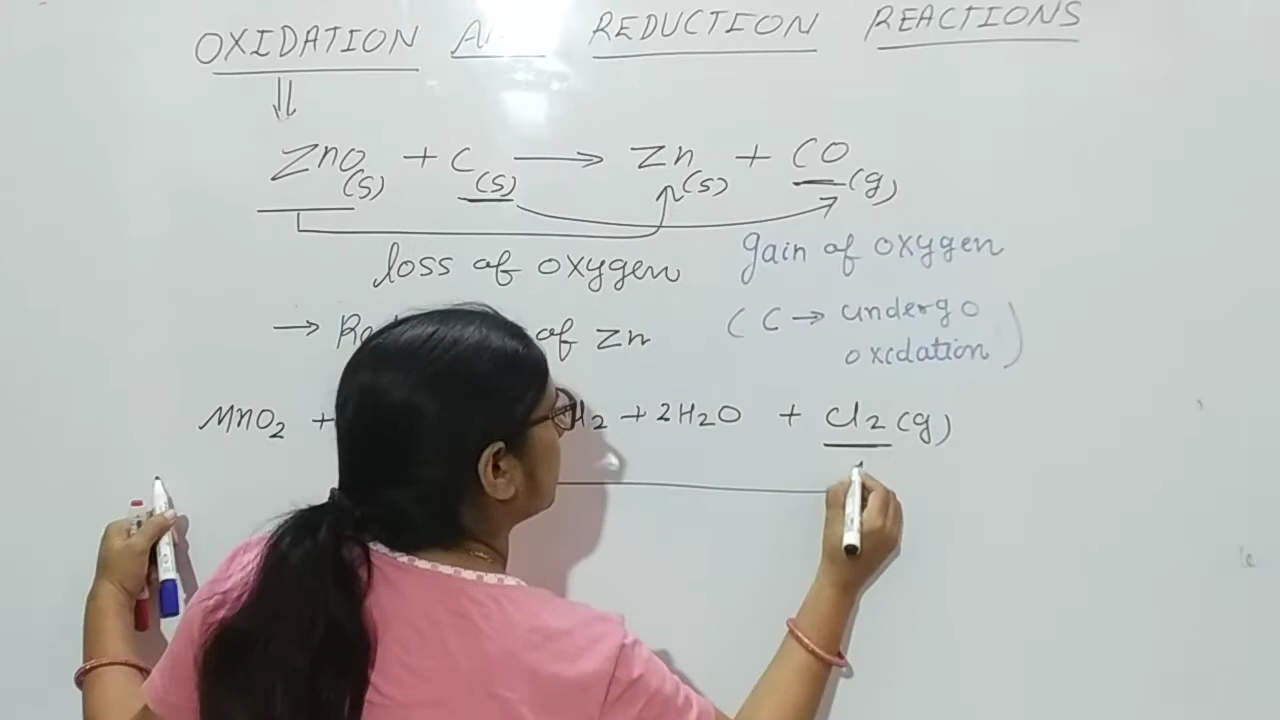 OXIDATION A REDUCTION REACTIONS
⇓
ZnO(s) + C(s) → Zn(s) + CO(g)
loss of oxygen gain of oxygen
→ of Zn (C → undergo
oxidation)
MnO2 + H2 + 2H2O + Cl2(g)